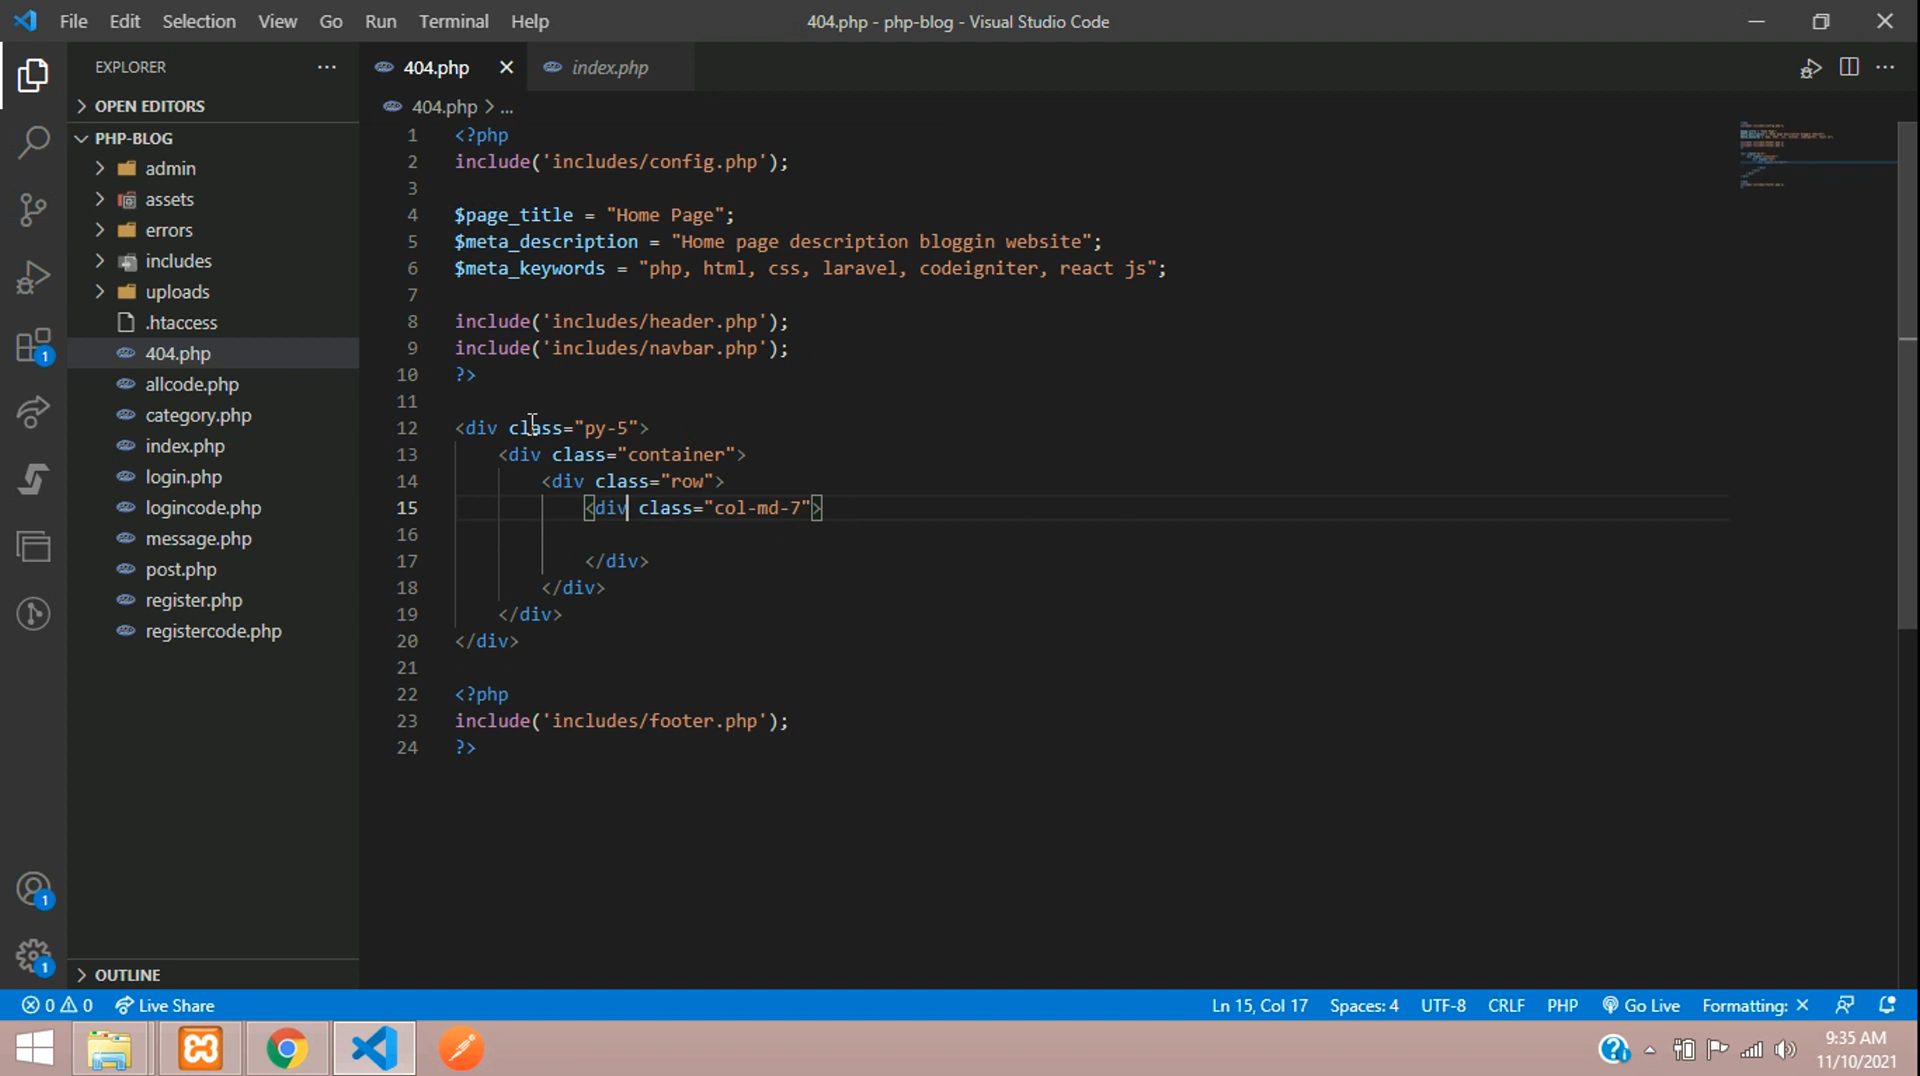 File Edit Selection View Go Run Terminal Help 404.php - php-blog - Visual Studio Code
EXPLORER ... 404.php index.php ...
OPEN EDITORS
404.php > ...
PHP-BLOG
admin
assets
errors
includes
uploads
.htaccess
404.php
allcode.php
category.php
index.php
login.php
logincode.php
message.php
post.php
register.php
registercode.php
OUTLINE
1 <?php
2 include('includes/config.php');
3
4 $page_title = "Home Page";
5 $meta_description = "Home page description bloggin website";
6 $meta_keywords = "php, html, css, laravel, codeigniter, react js";
7
8 include('includes/header.php');
9 include('includes/navbar.php');
10 ?>
11
12 <div class="py-5">
13 <div class="container">
14 <div class="row">
15 <div class="col-md-7">
16
17 </div>
18 </div>
19 </div>
20 </div>
21
22 <?php
23 include('includes/footer.php');
24 ?>
1
1
1
0 0 Live Share Ln 15, Col 17 Spaces: 4 UTF-8 CRLF PHP Go Live Formatting: ×
9:35 AM
11/10/2021